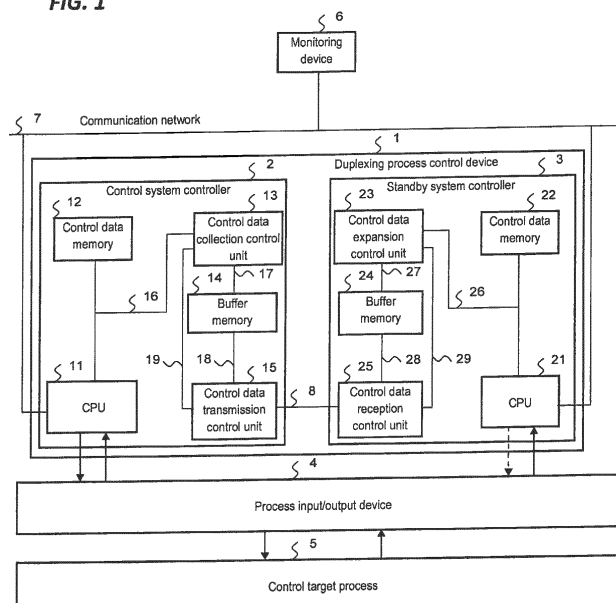 FIG. 1
6
Monitoring
device
7
Communication network
1
2
Duplexing process control device
3
Control system controller
Standby system controller
12
13
23
22
Control data
memory
Control data
collection control
unit
Control data
expansion control
unit
Control data
memory
14
17
24
27
16
Buffer
memory
Buffer
memory
26
11
19
18
15
8
25
28
29
21
CPU
Control data
transmission
control unit
Control data
reception
control unit
CPU
4
Process input/output device
5
Control target process